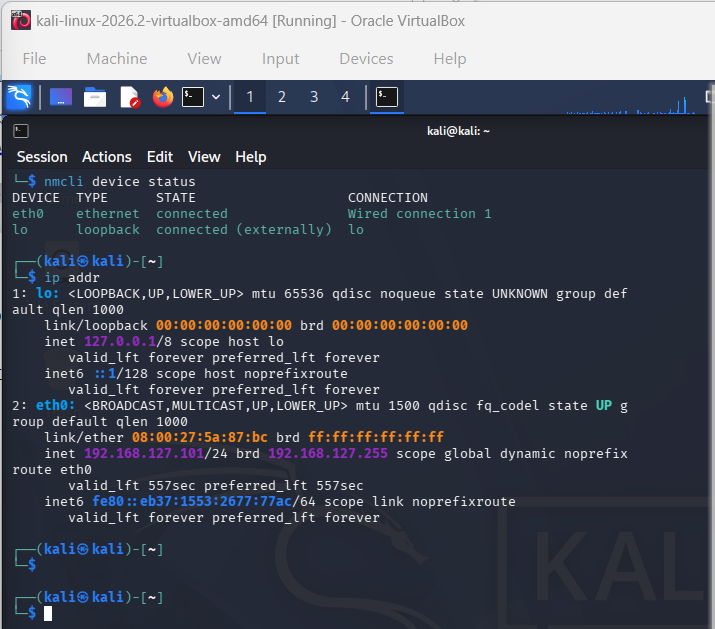 kali-linux-2026.2-virtualbox-amd64 [Running] - Oracle VirtualBox
File Machine View Input Devices Help
1 2 3 4
kali@kali: ~
Session Actions Edit View Help
└─$ nmcli device status
DEVICE  TYPE      STATE                   CONNECTION
eth0    ethernet  connected               Wired connection 1
lo      loopback  connected (externally)  lo
┌──(kali㉿kali)-[~]
└─$ ip addr
1: lo: <LOOPBACK,UP,LOWER_UP> mtu 65536 qdisc noqueue state UNKNOWN group def
ault qlen 1000
    link/loopback 00:00:00:00:00:00 brd 00:00:00:00:00:00
    inet 127.0.0.1/8 scope host lo
       valid_lft forever preferred_lft forever
    inet6 ::1/128 scope host noprefixroute
       valid_lft forever preferred_lft forever
2: eth0: <BROADCAST,MULTICAST,UP,LOWER_UP> mtu 1500 qdisc fq_codel state UP g
roup default qlen 1000
    link/ether 08:00:27:5a:87:bc brd ff:ff:ff:ff:ff:ff
    inet 192.168.127.101/24 brd 192.168.127.255 scope global dynamic noprefix
route eth0
       valid_lft 557sec preferred_lft 557sec
    inet6 fe80::eb37:1553:2677:77ac/64 scope link noprefixroute
       valid_lft forever preferred_lft forever
┌──(kali㉿kali)-[~]
└─$
┌──(kali㉿kali)-[~]
└─$
KAL